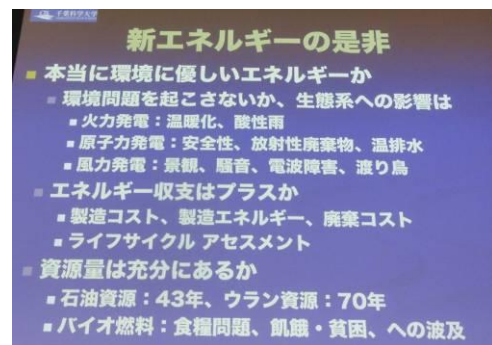 千葉科学大学
新エネルギーの是非
本当に環境に優しいエネルギーか
環境問題を起こさないか、生態系への影響は
火力発電：温暖化、酸性雨
原子力発電：安全性、放射性廃棄物、温排水
風力発電：景観、騒音、電波障害、渡り鳥
エネルギー収支はプラスか
製造コスト、製造エネルギー、廃棄コスト
ライフサイクル アセスメント
資源量は充分にあるか
石油資源：43年、ウラン資源：70年
バイオ燃料：食糧問題、飢餓・貧困、への波及